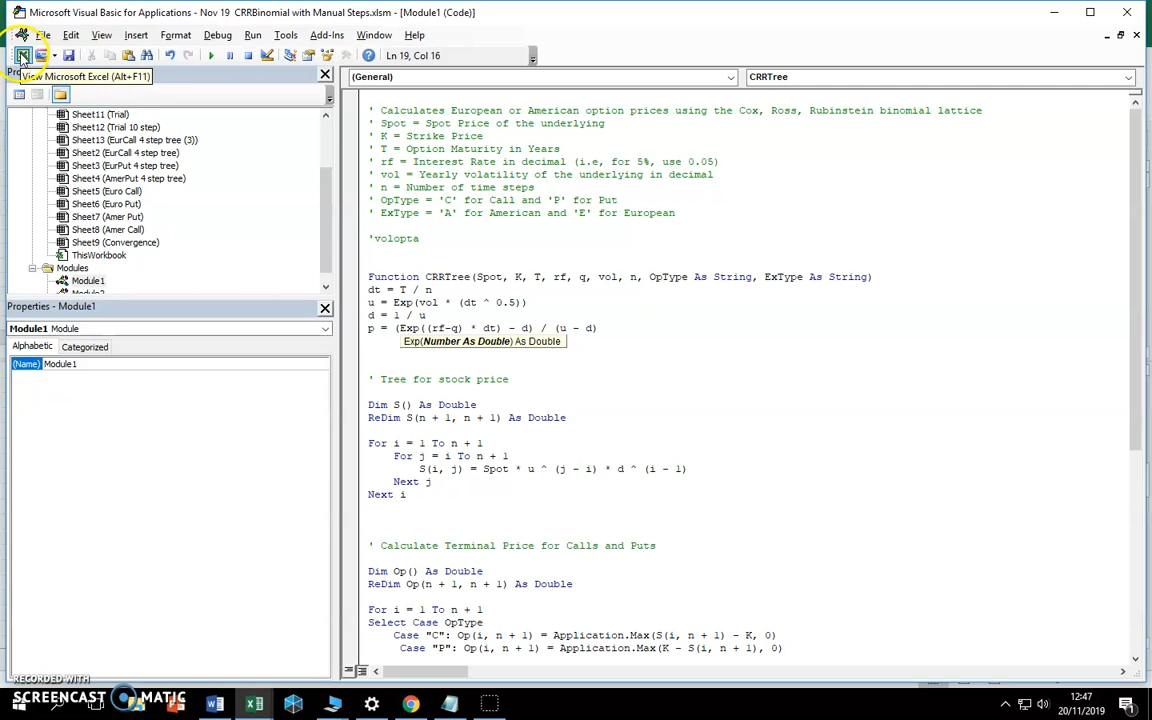 Microsoft Visual Basic for Applications - Nov 19 CRRBinomial with Manual Steps.xlsm - [Module1 (Code)]
File Edit View Insert Format Debug Run Tools Add-Ins Window Help
Ln 19, Col 16
View Microsoft Excel (Alt+F11)
(General)
CRRTree
Sheet11 (Trial)
Sheet12 (Trial 10 step)
Sheet13 (EurCall 4 step tree (3))
Sheet2 (EurCall 4 step tree)
Sheet3 (EurPut 4 step tree)
Sheet4 (AmerPut 4 step tree)
Sheet5 (Euro Call)
Sheet6 (Euro Put)
Sheet7 (Amer Put)
Sheet8 (Amer Call)
Sheet9 (Convergence)
ThisWorkbook
Modules
Module1
Properties - Module1
Module1 Module
Alphabetic Categorized
(Name) Module1
' Calculates European or American option prices using the Cox, Ross, Rubinstein binomial lattice
' Spot = Spot Price of the underlying
' K = Strike Price
' T = Option Maturity in Years
' rf = Interest Rate in decimal (i.e, for 5%, use 0.05)
' vol = Yearly volatility of the underlying in decimal
' n = Number of time steps
' OpType = 'C' for Call and 'P' for Put
' ExType = 'A' for American and 'E' for European
'volopta
Function CRRTree(Spot, K, T, rf, q, vol, n, OpType As String, ExType As String)
dt = T / n
u = Exp(vol * (dt ^ 0.5))
d = 1 / u
p = (Exp((rf-q) * dt) - d) / (u - d)
Exp(Number As Double) As Double
' Tree for stock price
Dim S() As Double
ReDim S(n + 1, n + 1) As Double
For i = 1 To n + 1
For j = i To n + 1
S(i, j) = Spot * u ^ (j - i) * d ^ (i - 1)
Next j
Next i
' Calculate Terminal Price for Calls and Puts
Dim Op() As Double
ReDim Op(n + 1, n + 1) As Double
For i = 1 To n + 1
Select Case OpType
Case "C": Op(i, n + 1) = Application.Max(S(i, n + 1) - K, 0)
Case "P": Op(i, n + 1) = Application.Max(K - S(i, n + 1), 0)
RECORDED WITH
SCREENCAST MATIC
12:47
20/11/2019